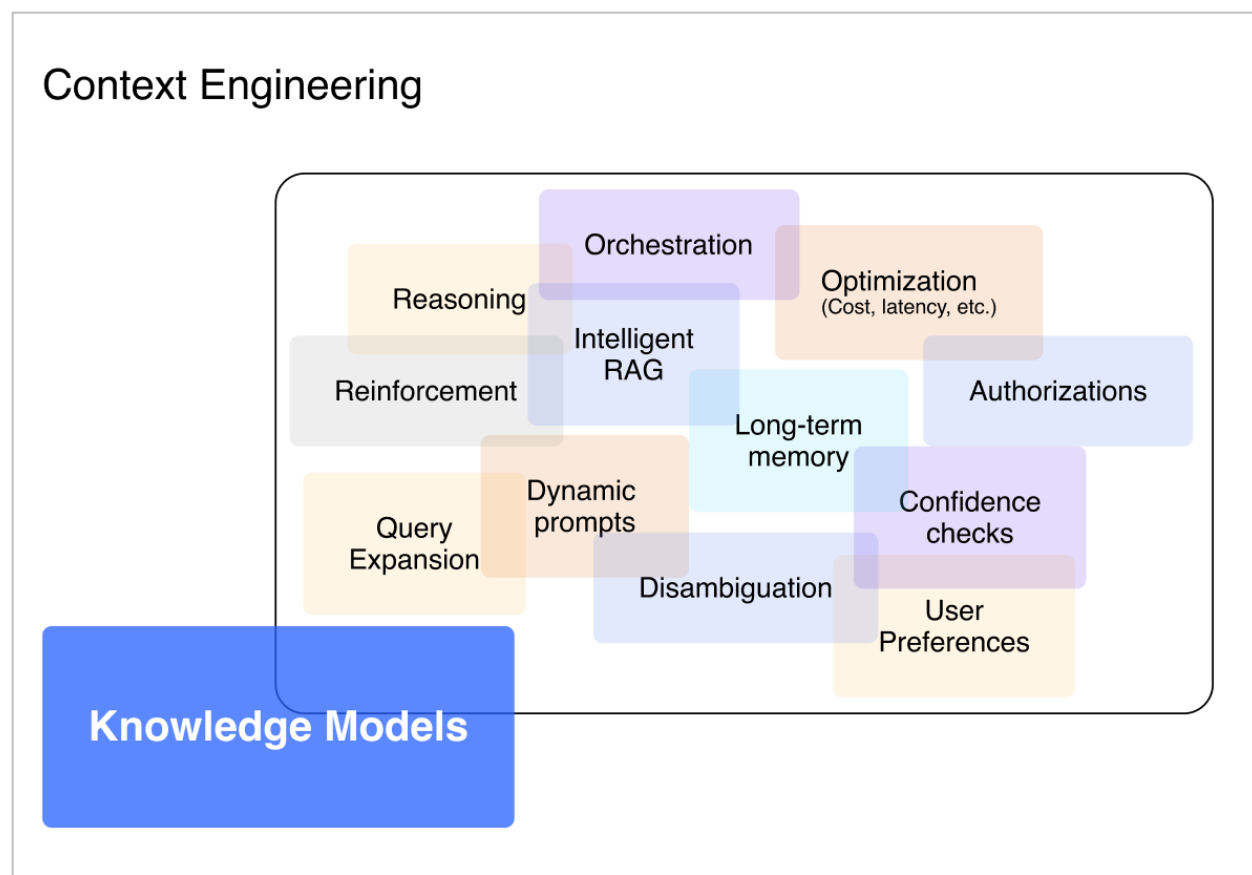 Context Engineering
Orchestration
Optimization
(Cost, latency, etc.)
Reasoning
Intelligent
RAG
Reinforcement
Authorizations
Long-term
memory
Dynamic
prompts
Confidence
checks
Query
Expansion
Disambiguation
User
Preferences
Knowledge Models